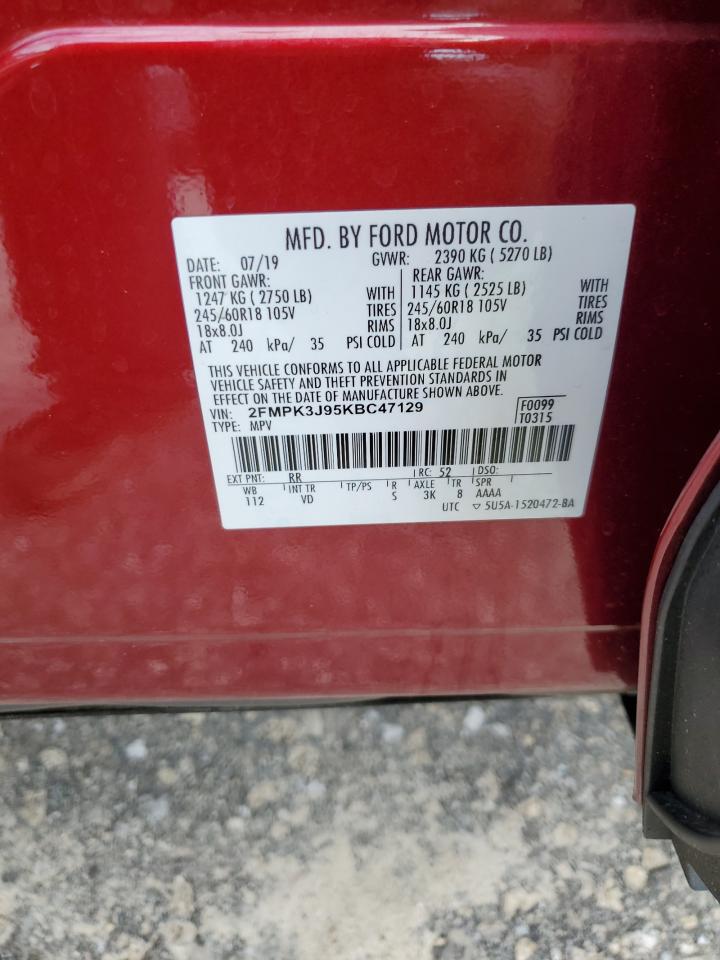 MFD. BY FORD MOTOR CO.
DATE: 07/19 GVWR: 2390 KG ( 5270 LB)
FRONT GAWR: REAR GAWR:
1247 KG ( 2750 LB) WITH 1145 KG ( 2525 LB) WITH
245/60R18 105V TIRES 245/60R18 105V TIRES
18x8.0J RIMS 18x8.0J RIMS
AT 240 kPa/ 35 PSI COLD AT 240 kPa/ 35 PSI COLD
THIS VEHICLE CONFORMS TO ALL APPLICABLE FEDERAL MOTOR
VEHICLE SAFETY AND THEFT PREVENTION STANDARDS IN
EFFECT ON THE DATE OF MANUFACTURE SHOWN ABOVE.
VIN: 2FMPK3J95KBC47129 F0099
TYPE: MPV T0315
EXT PNT: RR RC: 52 DSO:
WB INT TR TP/PS R AXLE TR SPR
112 VD S 3K 8 AAAA
UTC ▽ 5U5A-1520472-BA